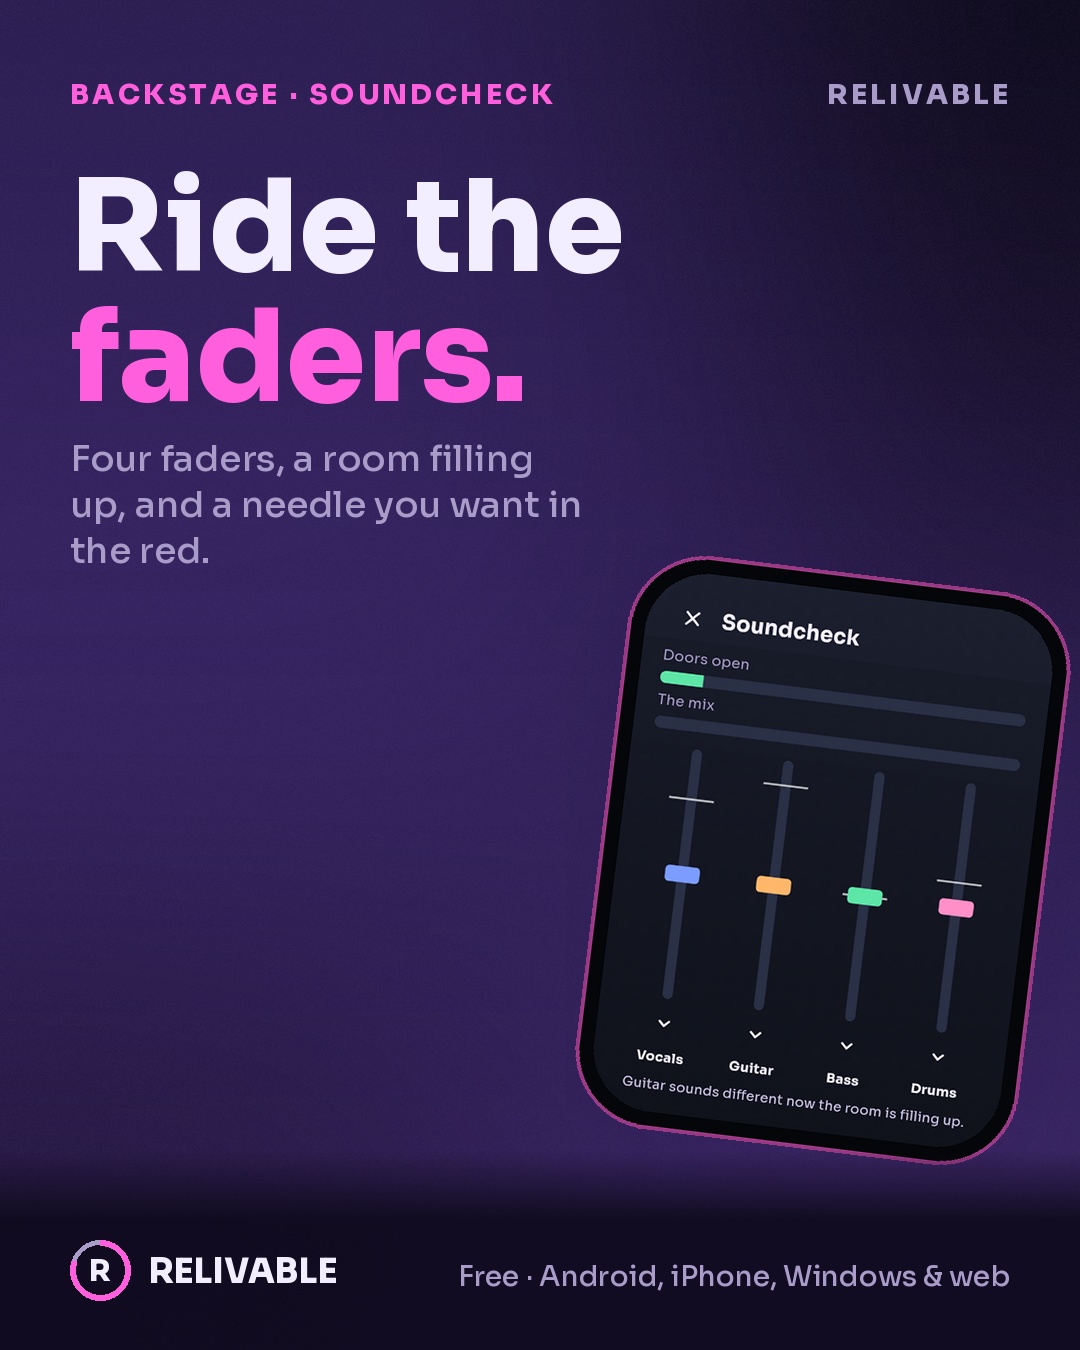 BACKSTAGE · SOUNDCHECK
RELIVABLE
Ride the
faders.
Four faders, a room filling
up, and a needle you want in
the red.
Soundcheck
Doors open
The mix
Vocals
Guitar
Bass
Drums
Guitar sounds different now the room is filling up.
R
RELIVABLE
Free · Android, iPhone, Windows & web